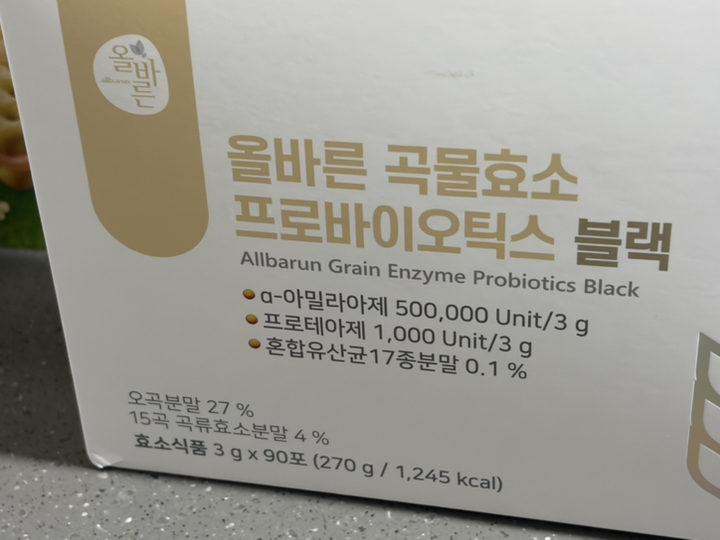 올바른
allbarun
올바른 곡물효소
프로바이오틱스 블랙
Allbarun Grain Enzyme Probiotics Black
α-아밀라아제 500,000 Unit/3 g
프로테아제 1,000 Unit/3 g
혼합유산균17종분말 0.1 %
오곡분말 27 %
15곡 곡류효소분말 4 %
효소식품 3 g x 90포 (270 g / 1,245 kcal)